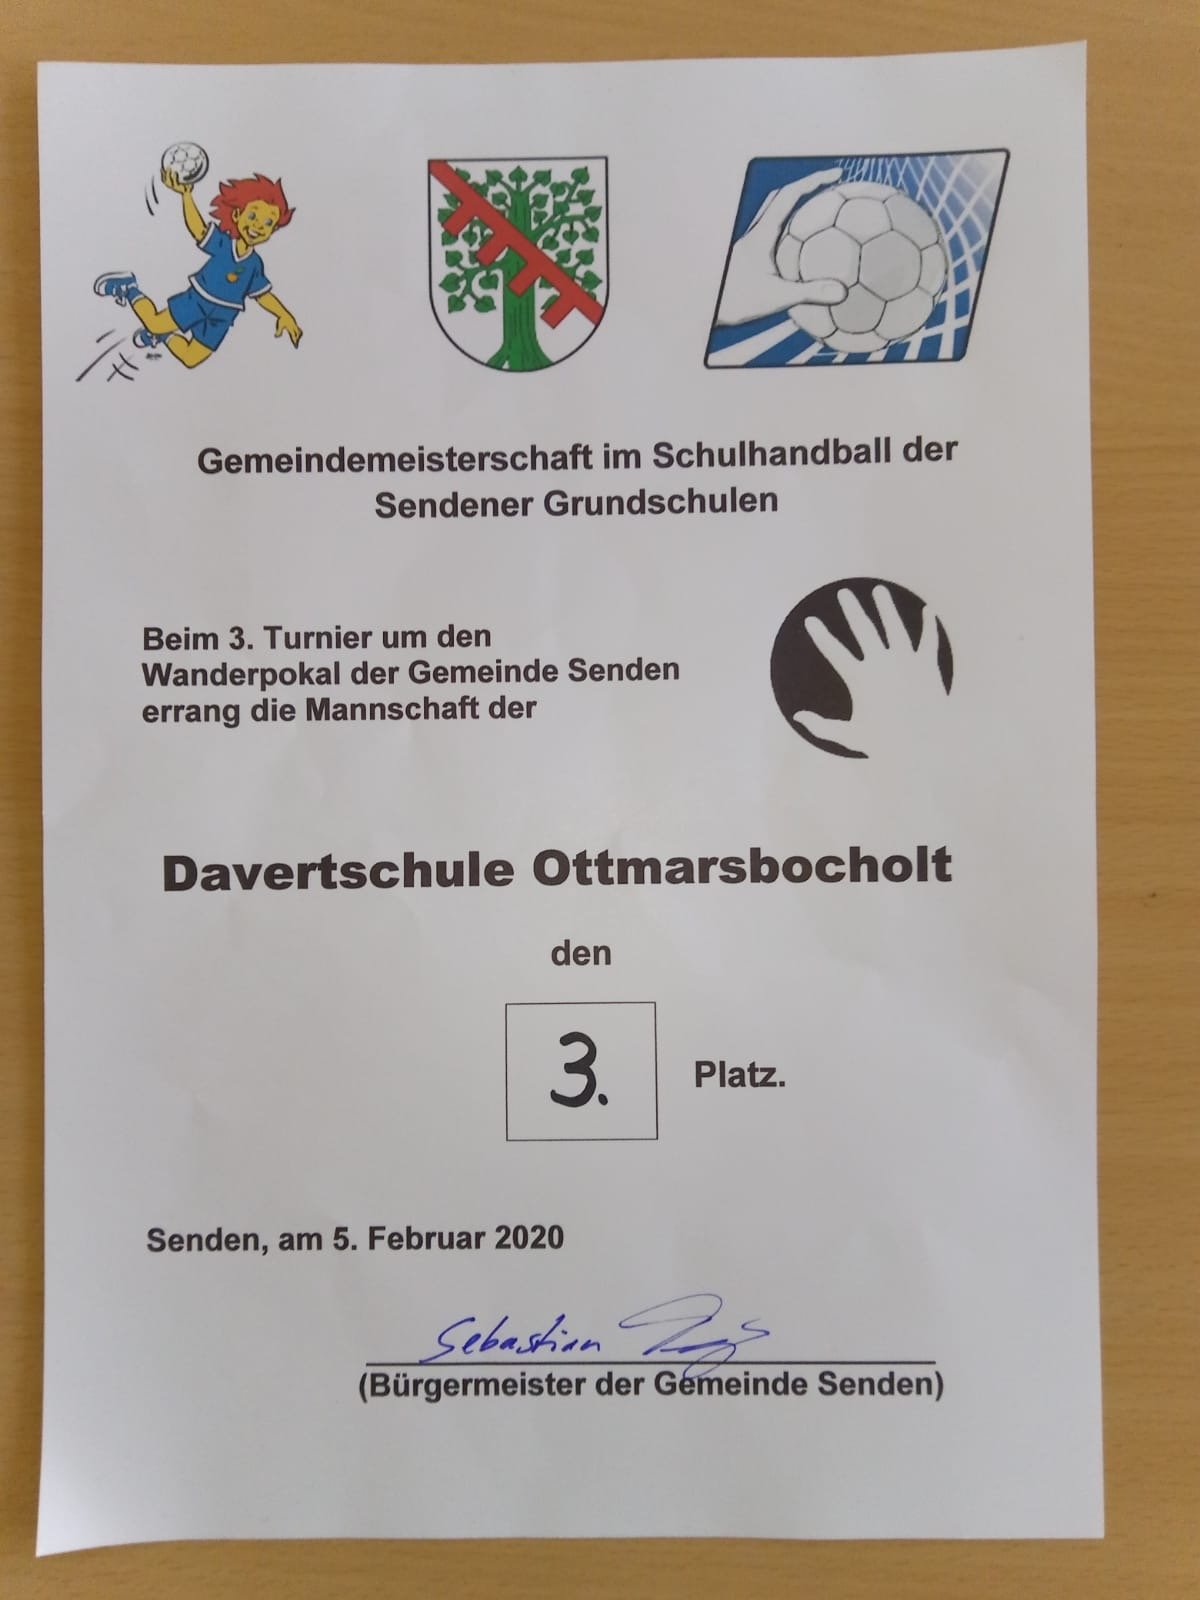 Gemeindemeisterschaft im Schulhandball der
Sendener Grundschulen
Beim 3. Turnier um den
Wanderpokal der Gemeinde Senden
errang die Mannschaft der
Davertschule Ottmarsbocholt
den
3. Platz.
Senden, am 5. Februar 2020
Sebastian
(Bürgermeister der Gemeinde Senden)